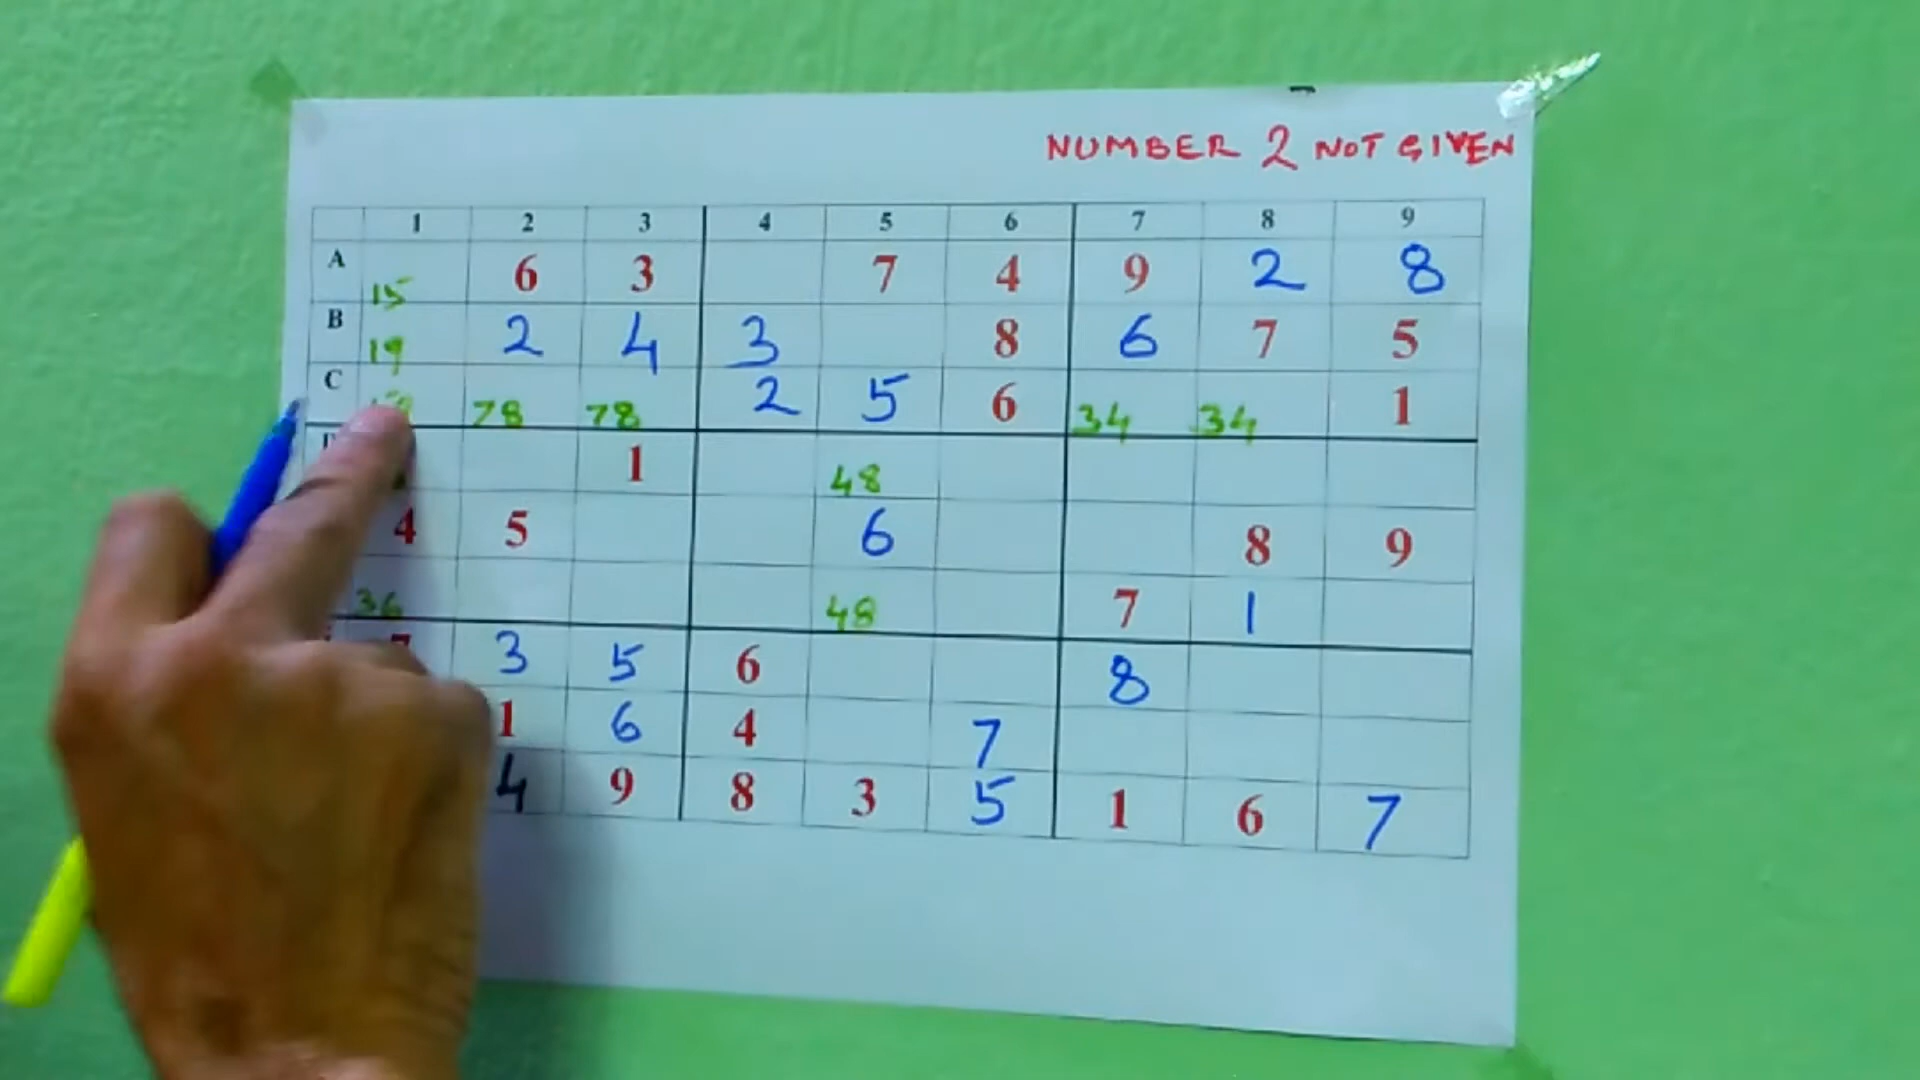 NUMBER 2 NOT GIVEN
1 2 3 4 5 6 7 8 9
A 15 6 3 7 4 9 2 8
B 19 2 4 3 8 6 7 5
C 78 78 2 5 6 34 34 1
1 48
4 5 6 8 9
36 48 7 1
7 3 5 6 8
1 6 4 7
4 9 8 3 5 1 6 7